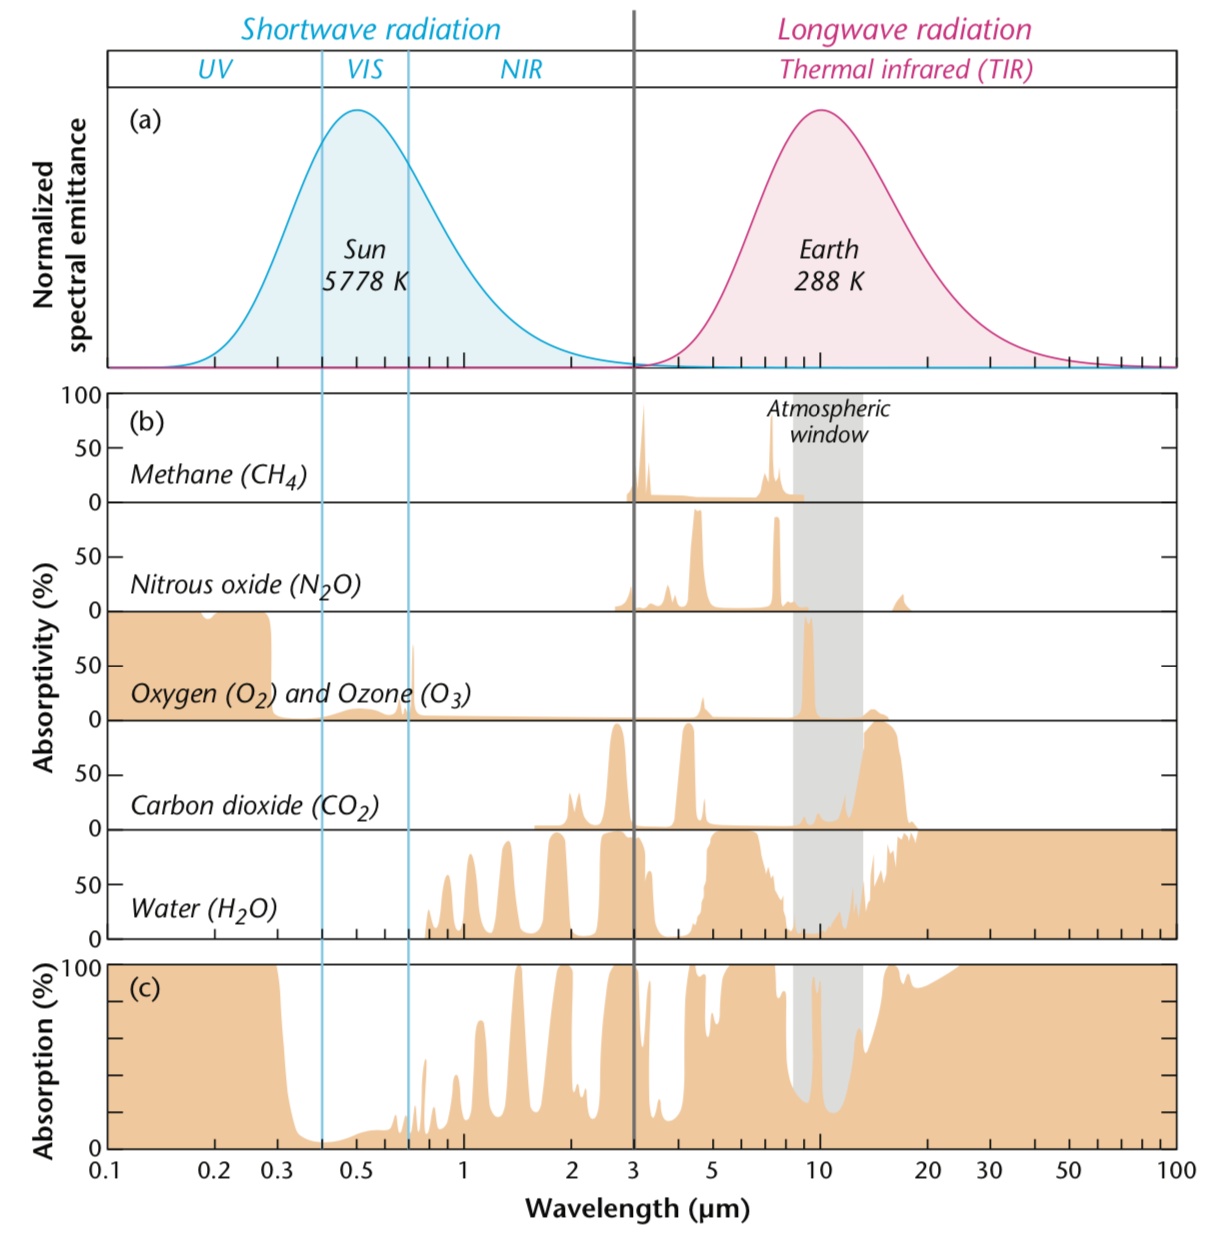 Shortwave radiation
Longwave radiation
UV
VIS
NIR
Thermal infrared (TIR)
(a)
Normalized
spectral emittance
Sun
5778 K
Earth
288 K
(b)
Absorptivity (%)
100
50
0
50
0
50
0
50
0
50
0
Atmospheric
window
Methane (CH4)
Nitrous oxide (N2O)
Oxygen (O2) and Ozone (O3)
Carbon dioxide (CO2)
Water (H2O)
(c)
Absorption (%)
100
0
0.1 0.2 0.3 0.5 1 2 3 5 10 20 30 50 100
Wavelength (µm)